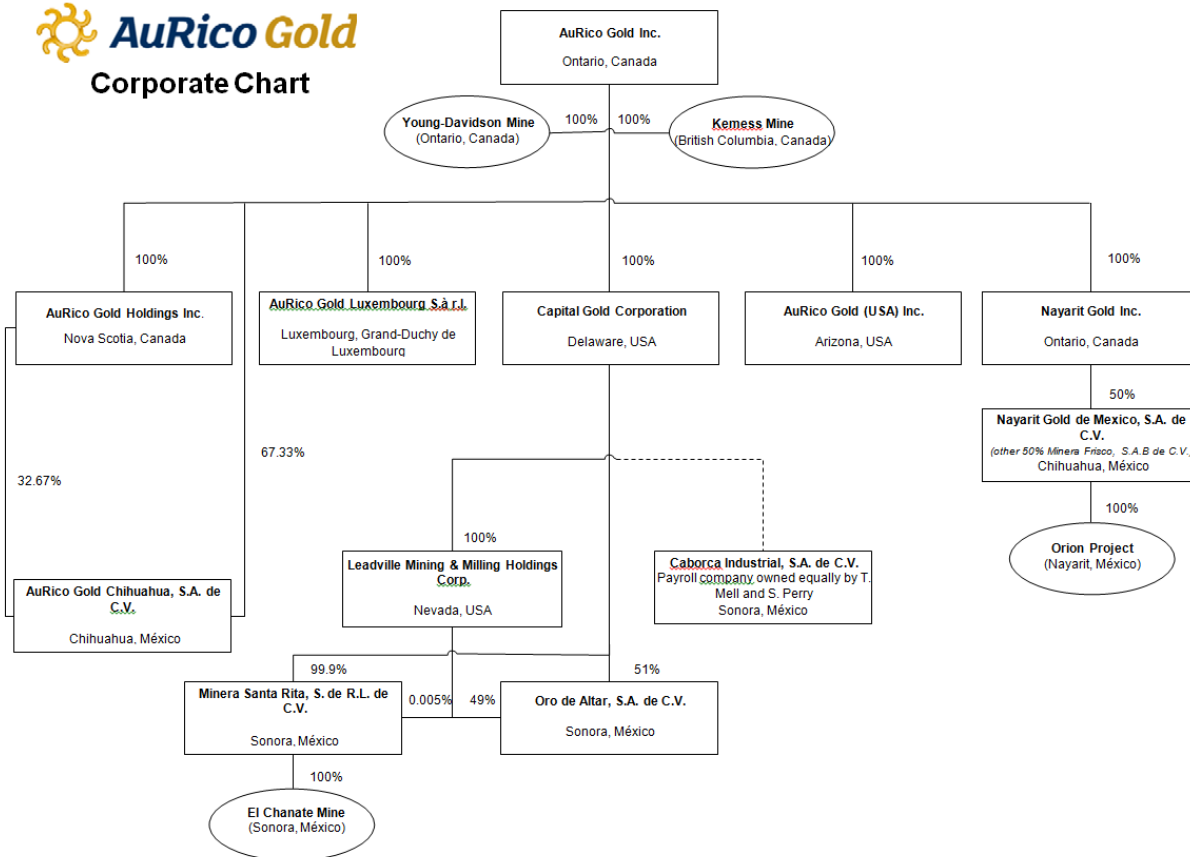 AuRico Gold
Corporate Chart
AuRico Gold Inc.
Ontario, Canada
Young-Davidson Mine
(Ontario, Canada)
100%
100%
Kemess Mine
(British Columbia, Canada)
100%
100%
100%
100%
100%
AuRico Gold Holdings Inc.
Nova Scotia, Canada
AuRico Gold Luxembourg S.à r.l.
Luxembourg, Grand-Duchy de
Luxembourg
Capital Gold Corporation
Delaware, USA
AuRico Gold (USA) Inc.
Arizona, USA
Nayarit Gold Inc.
Ontario, Canada
50%
Nayarit Gold de Mexico, S.A. de
C.V.
(other 50% Minera Frisco, S.A.B de C.V.)
Chihuahua, México
100%
Orion Project
(Nayarit, México)
67.33%
32.67%
AuRico Gold Chihuahua, S.A. de
C.V.
Chihuahua, México
100%
Leadville Mining & Milling Holdings
Corp.
Nevada, USA
Caborca Industrial, S.A. de C.V.
Payroll company owned equally by T.
Mell and S. Perry
Sonora, México
99.9%
51%
Minera Santa Rita, S. de R.L. de
C.V.
Sonora, México
0.005%
49%
Oro de Altar, S.A. de C.V.
Sonora, México
100%
El Chanate Mine
(Sonora, México)